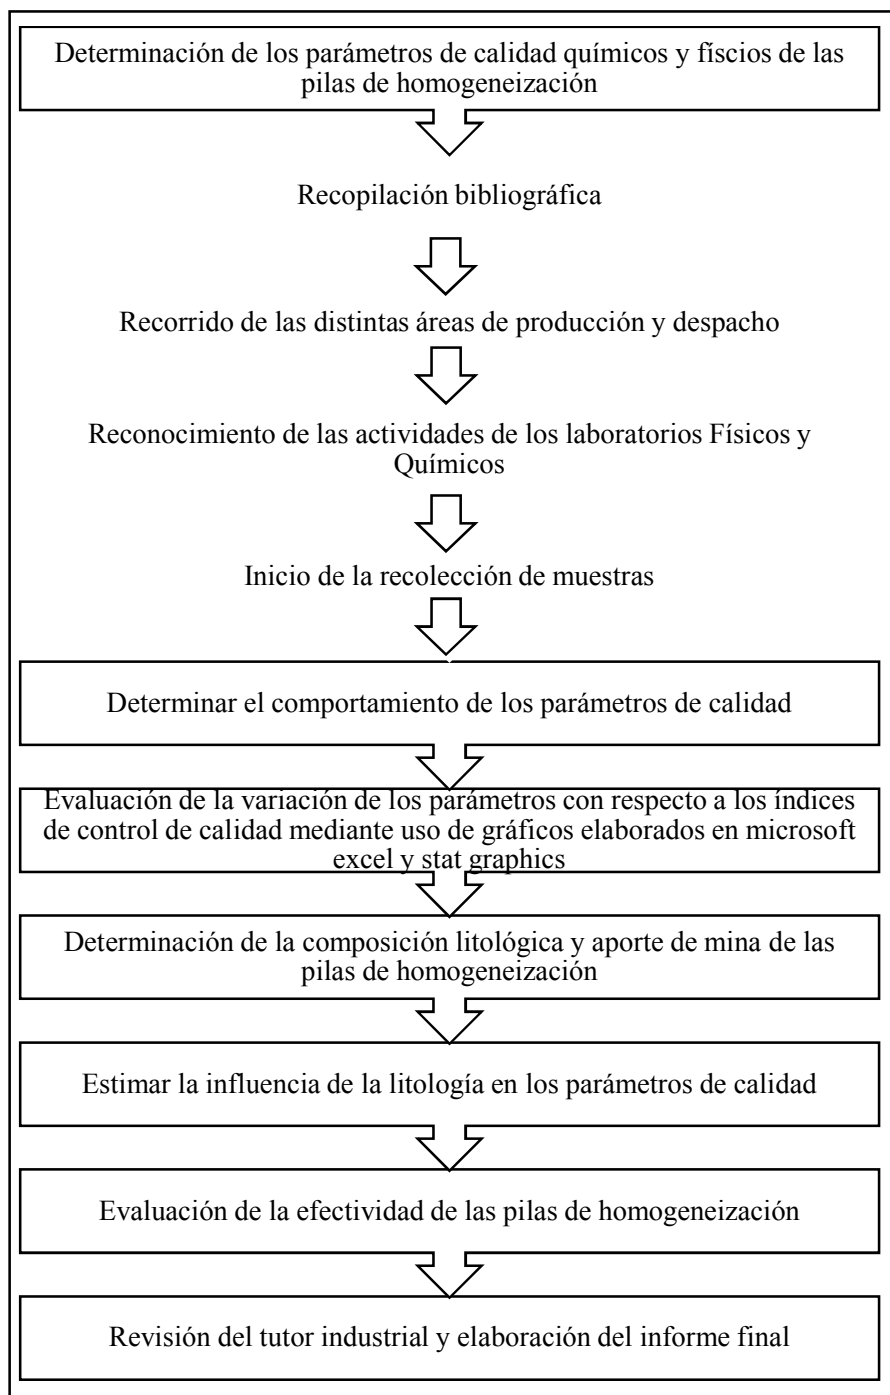 Determinación de los parámetros de calidad químicos y físcios de las
pilas de homogeneización
Recopilación bibliográfica
Recorrido de las distintas áreas de producción y despacho
Reconocimiento de las actividades de los laboratorios Físicos y
Químicos
Inicio de la recolección de muestras
Determinar el comportamiento de los parámetros de calidad
Evaluación de la variación de los parámetros con respecto a los índices
de control de calidad mediante uso de gráficos elaborados en microsoft
excel y stat graphics
Determinación de la composición litológica y aporte de mina de las
pilas de homogeneización
Estimar la influencia de la litología en los parámetros de calidad
Evaluación de la efectividad de las pilas de homogeneización
Revisión del tutor industrial y elaboración del informe final